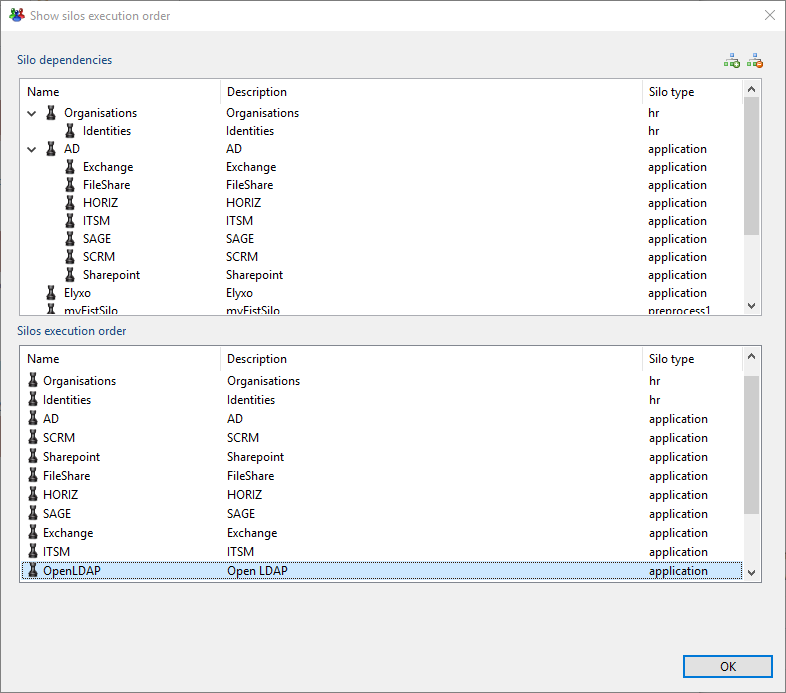 Show silos execution order
Silo dependencies
Name Description Silo type
Organisations Organisations hr
Identities Identities hr
AD AD application
Exchange Exchange application
FileShare FileShare application
HORIZ HORIZ application
ITSM ITSM application
SAGE SAGE application
SCRM SCRM application
Sharepoint Sharepoint application
Elyxo Elyxo application
myFistSilo myFistSilo preprocess1
Silos execution order
Name Description Silo type
Organisations Organisations hr
Identities Identities hr
AD AD application
SCRM SCRM application
Sharepoint Sharepoint application
FileShare FileShare application
HORIZ HORIZ application
SAGE SAGE application
Exchange Exchange application
ITSM ITSM application
OpenLDAP Open LDAP application
OK